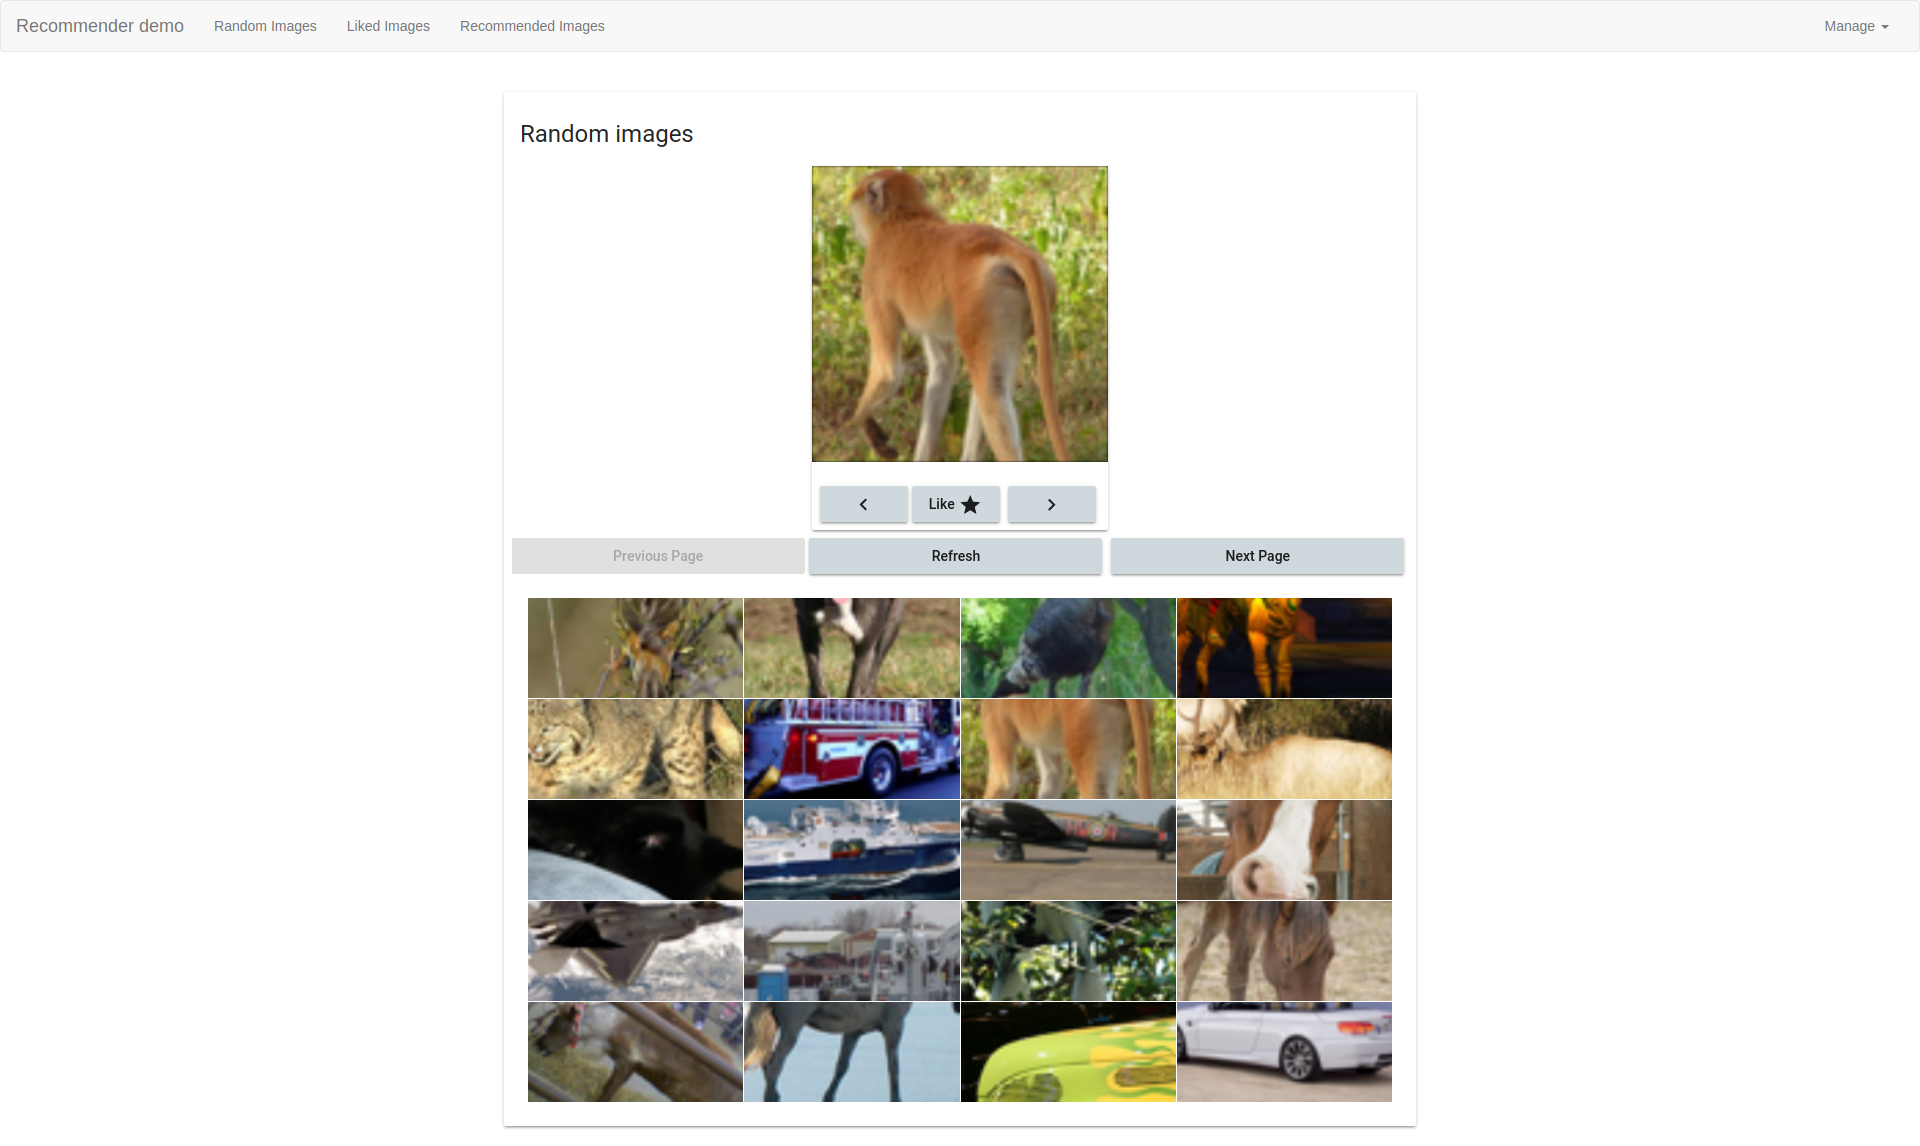 Recommender demo Random Images Liked Images Recommended Images Manage
Random images
Like
Previous Page Refresh Next Page